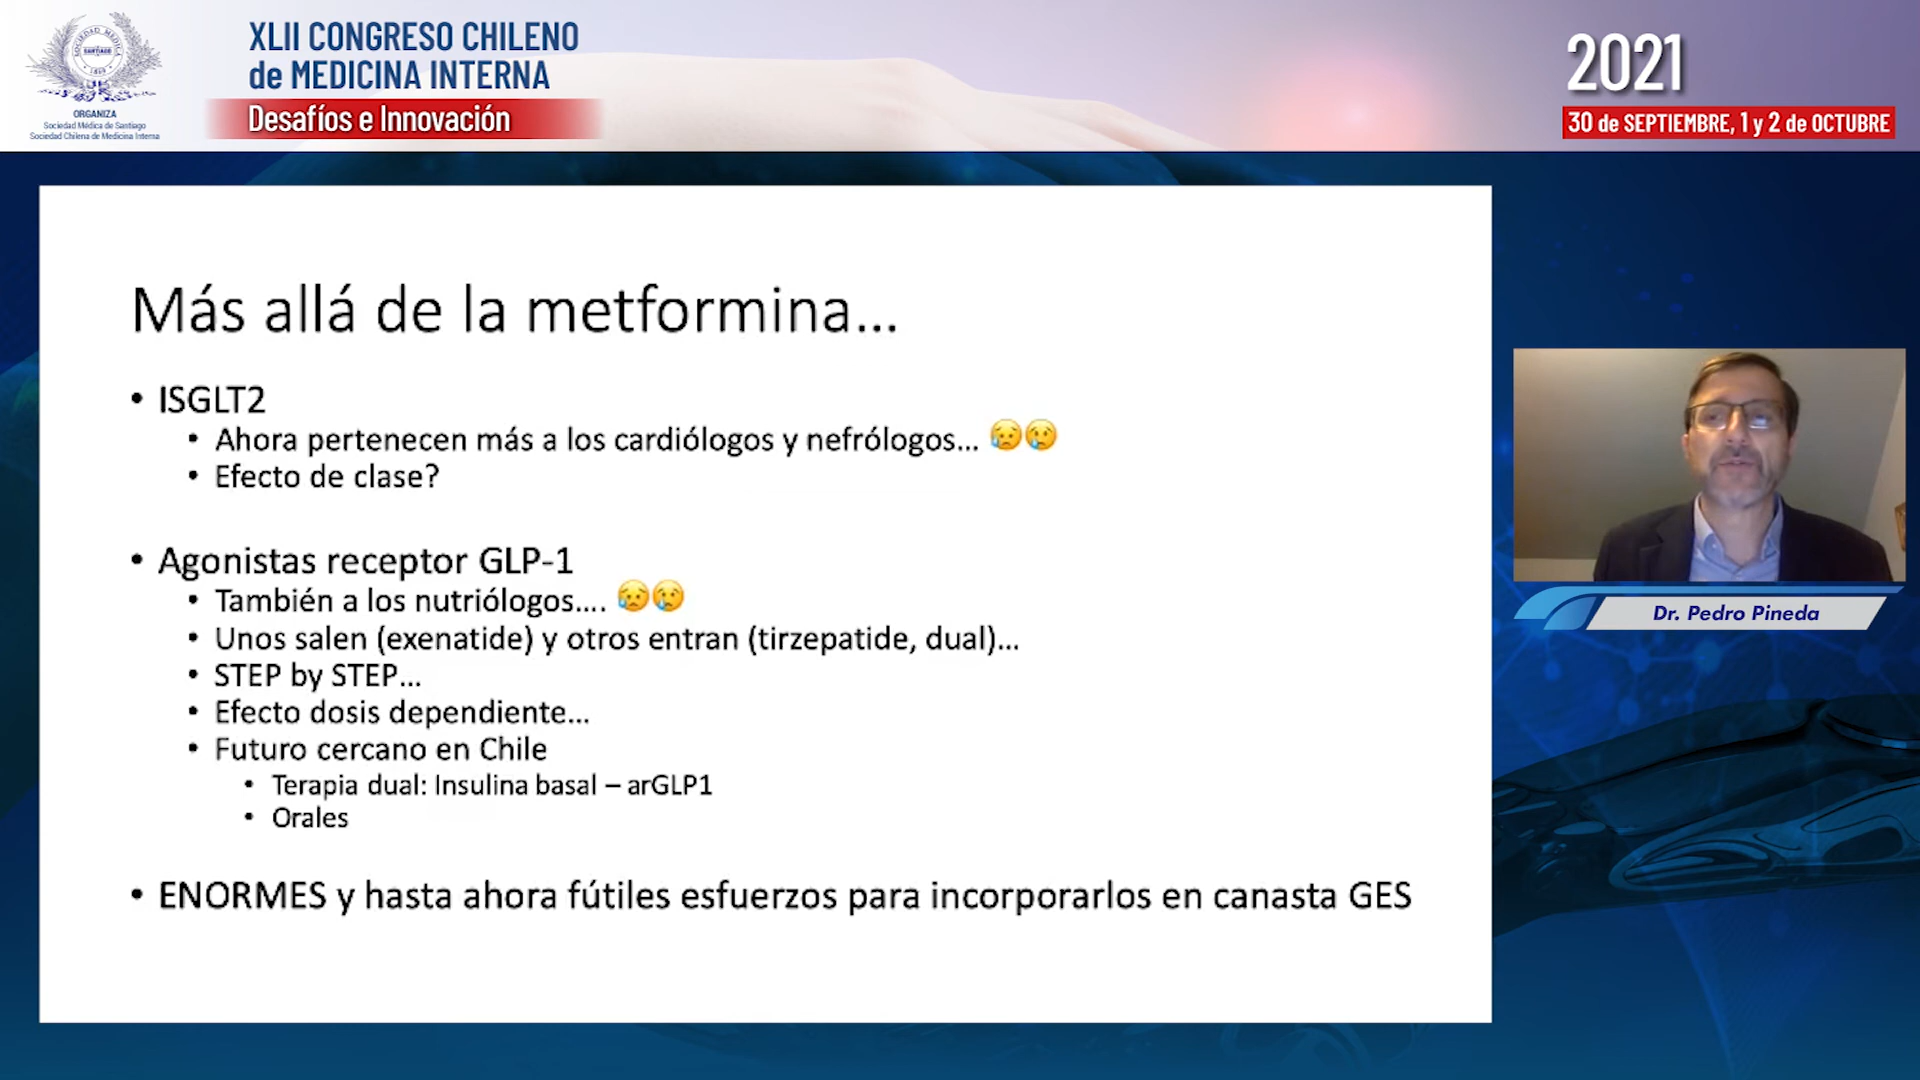 SOCIEDAD MÉDICA
SANTIAGO
1869
ORGANIZA
Sociedad Médica de Santiago
Sociedad Chilena de Medicina Interna
XLII CONGRESO CHILENO
de MEDICINA INTERNA
Desafíos e Innovación
2021
30 de SEPTIEMBRE, 1 y 2 de OCTUBRE
Más allá de la metformina...
• ISGLT2
• Ahora pertenecen más a los cardiólogos y nefrólogos... 😥😢
• Efecto de clase?
• Agonistas receptor GLP-1
• También a los nutriólogos.... 😥😢
• Unos salen (exenatide) y otros entran (tirzepatide, dual)...
• STEP by STEP...
• Efecto dosis dependiente...
• Futuro cercano en Chile
• Terapia dual: Insulina basal – arGLP1
• Orales
• ENORMES y hasta ahora fútiles esfuerzos para incorporarlos en canasta GES
Dr. Pedro Pineda